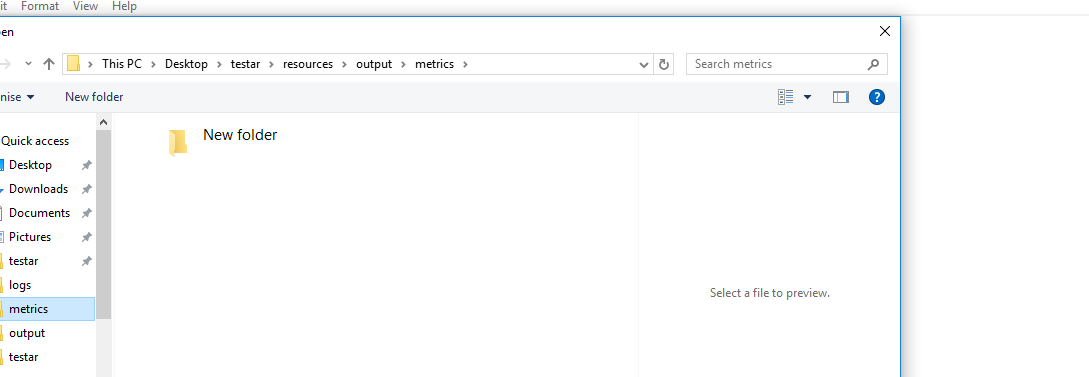 it Format View Help
en
This PC Desktop testar resources output metrics
Search metrics
nise New folder
?
Quick access
New folder
Desktop
Downloads
Documents
Pictures
testar
logs
metrics
Select a file to preview.
output
testar